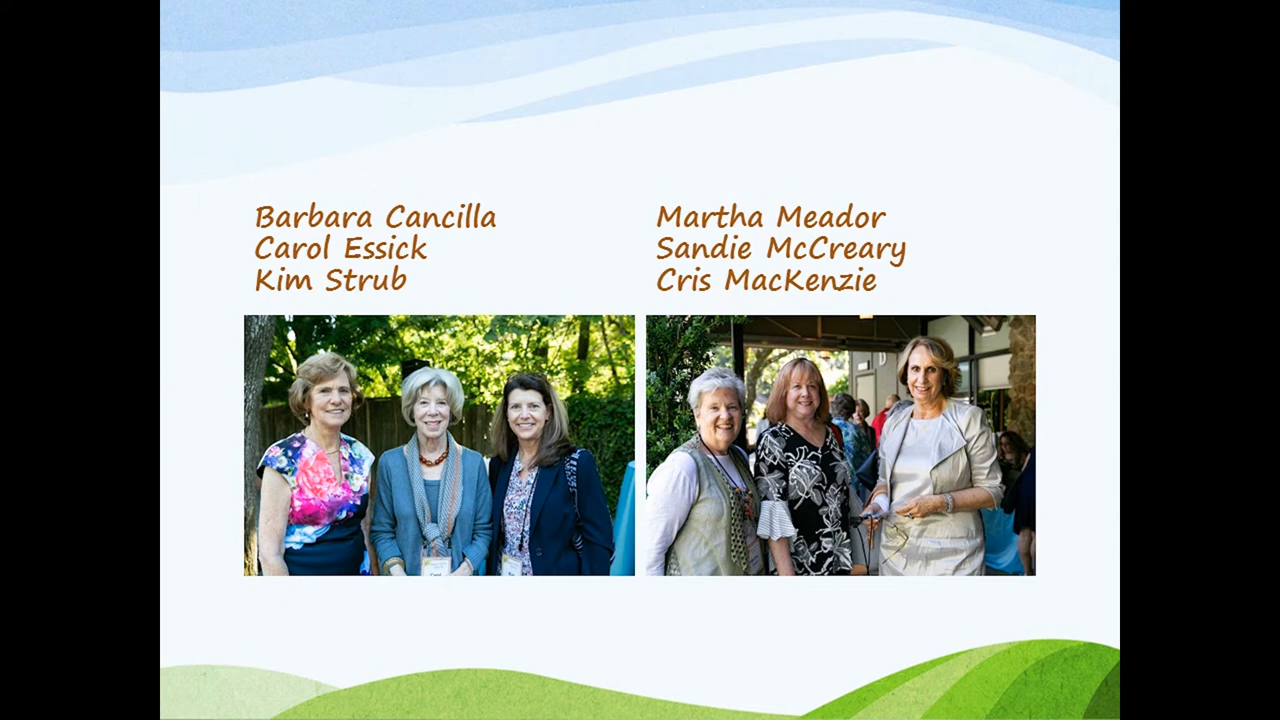 Barbara Cancilla
Carol Essick
Kim Strub
Martha Meador
Sandie McCreary
Cris MacKenzie